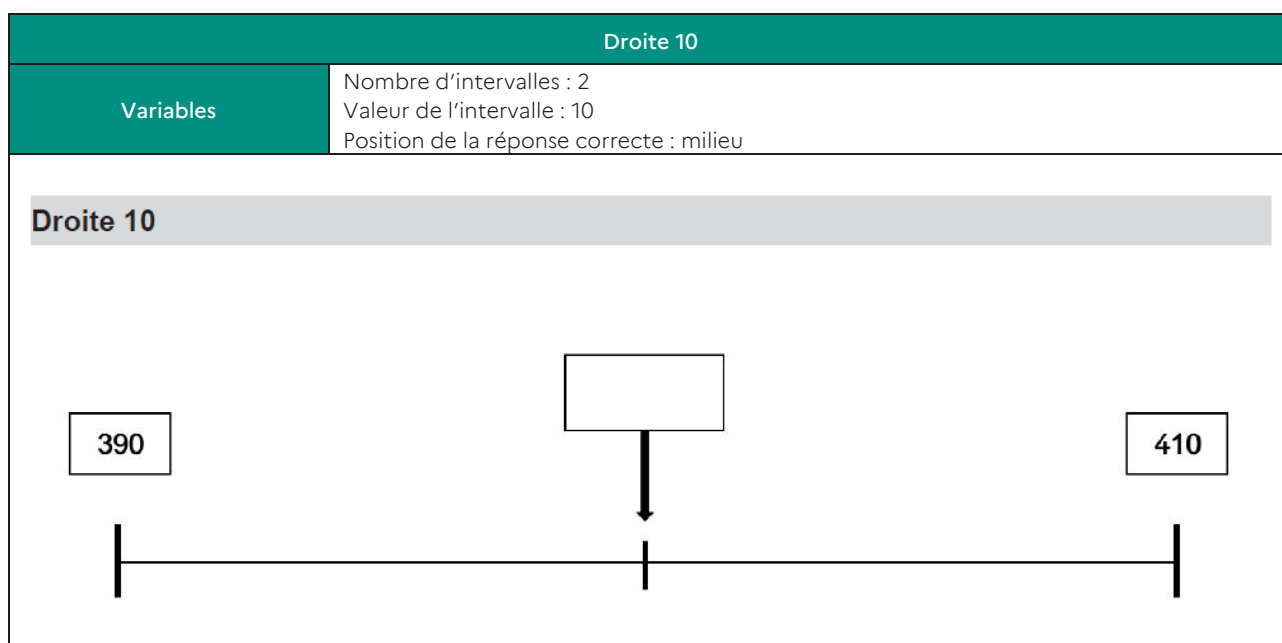 Droite 10
Variables
Nombre d'intervalles : 2
Valeur de l'intervalle : 10
Position de la réponse correcte : milieu
Droite 10
390
410